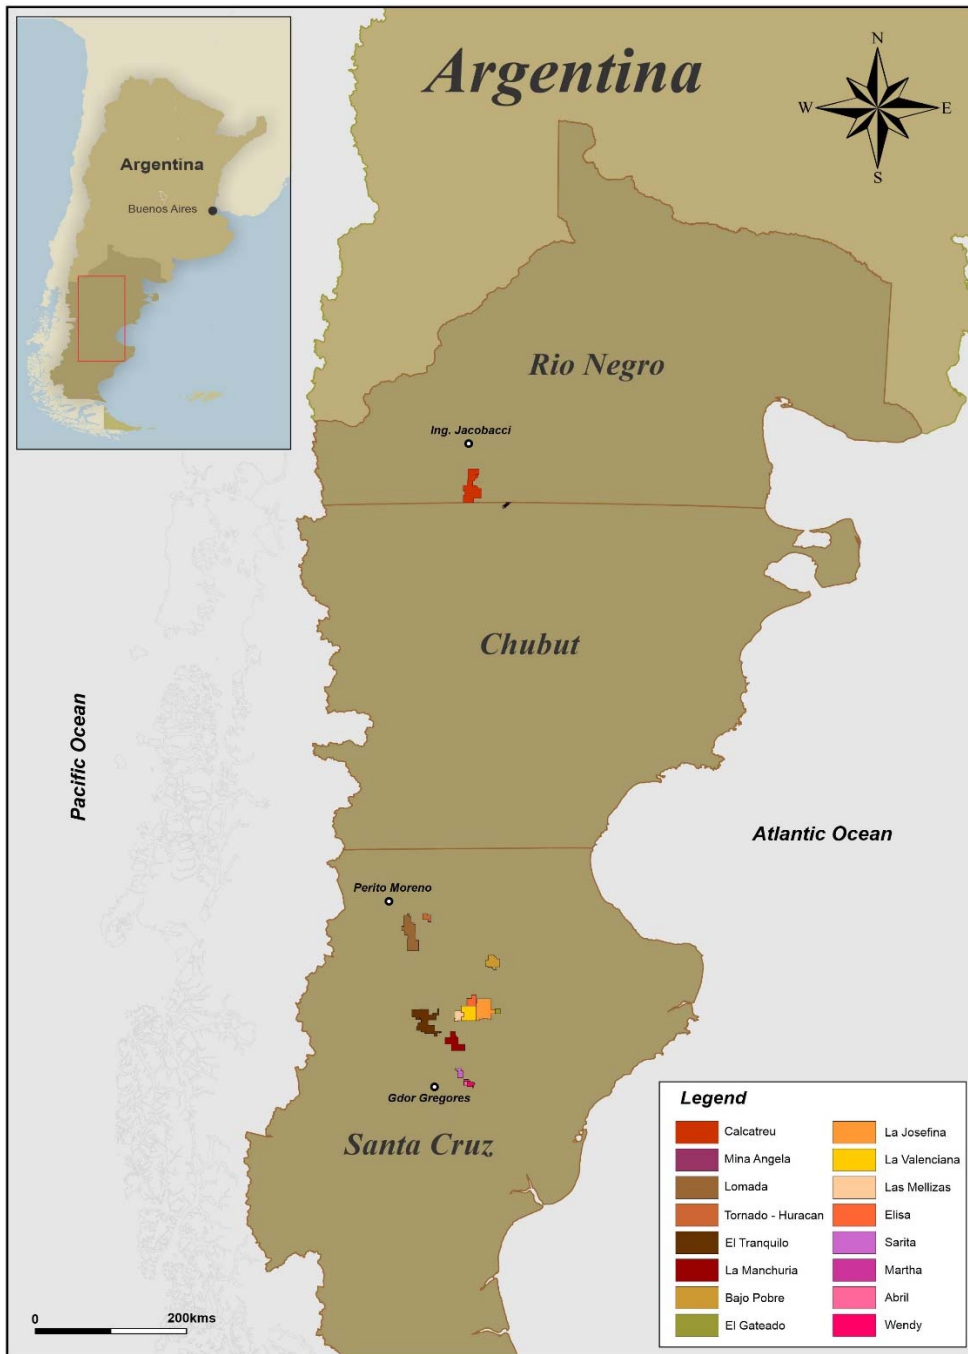 Argentina
N
W
E
S
Argentina
Buenos Aires
Rio Negro
Ing. Jacobacci
Chubut
Pacific Ocean
Atlantic Ocean
Perito Moreno
Gdor Gregores
Santa Cruz
Legend
Calcatreu
Mina Angela
Lomada
Tornado - Huracan
El Tranquilo
La Manchuria
Bajo Pobre
El Gateado
La Josefina
La Valenciana
Las Mellizas
Elisa
Sarita
Martha
Abril
Wendy
0
200kms